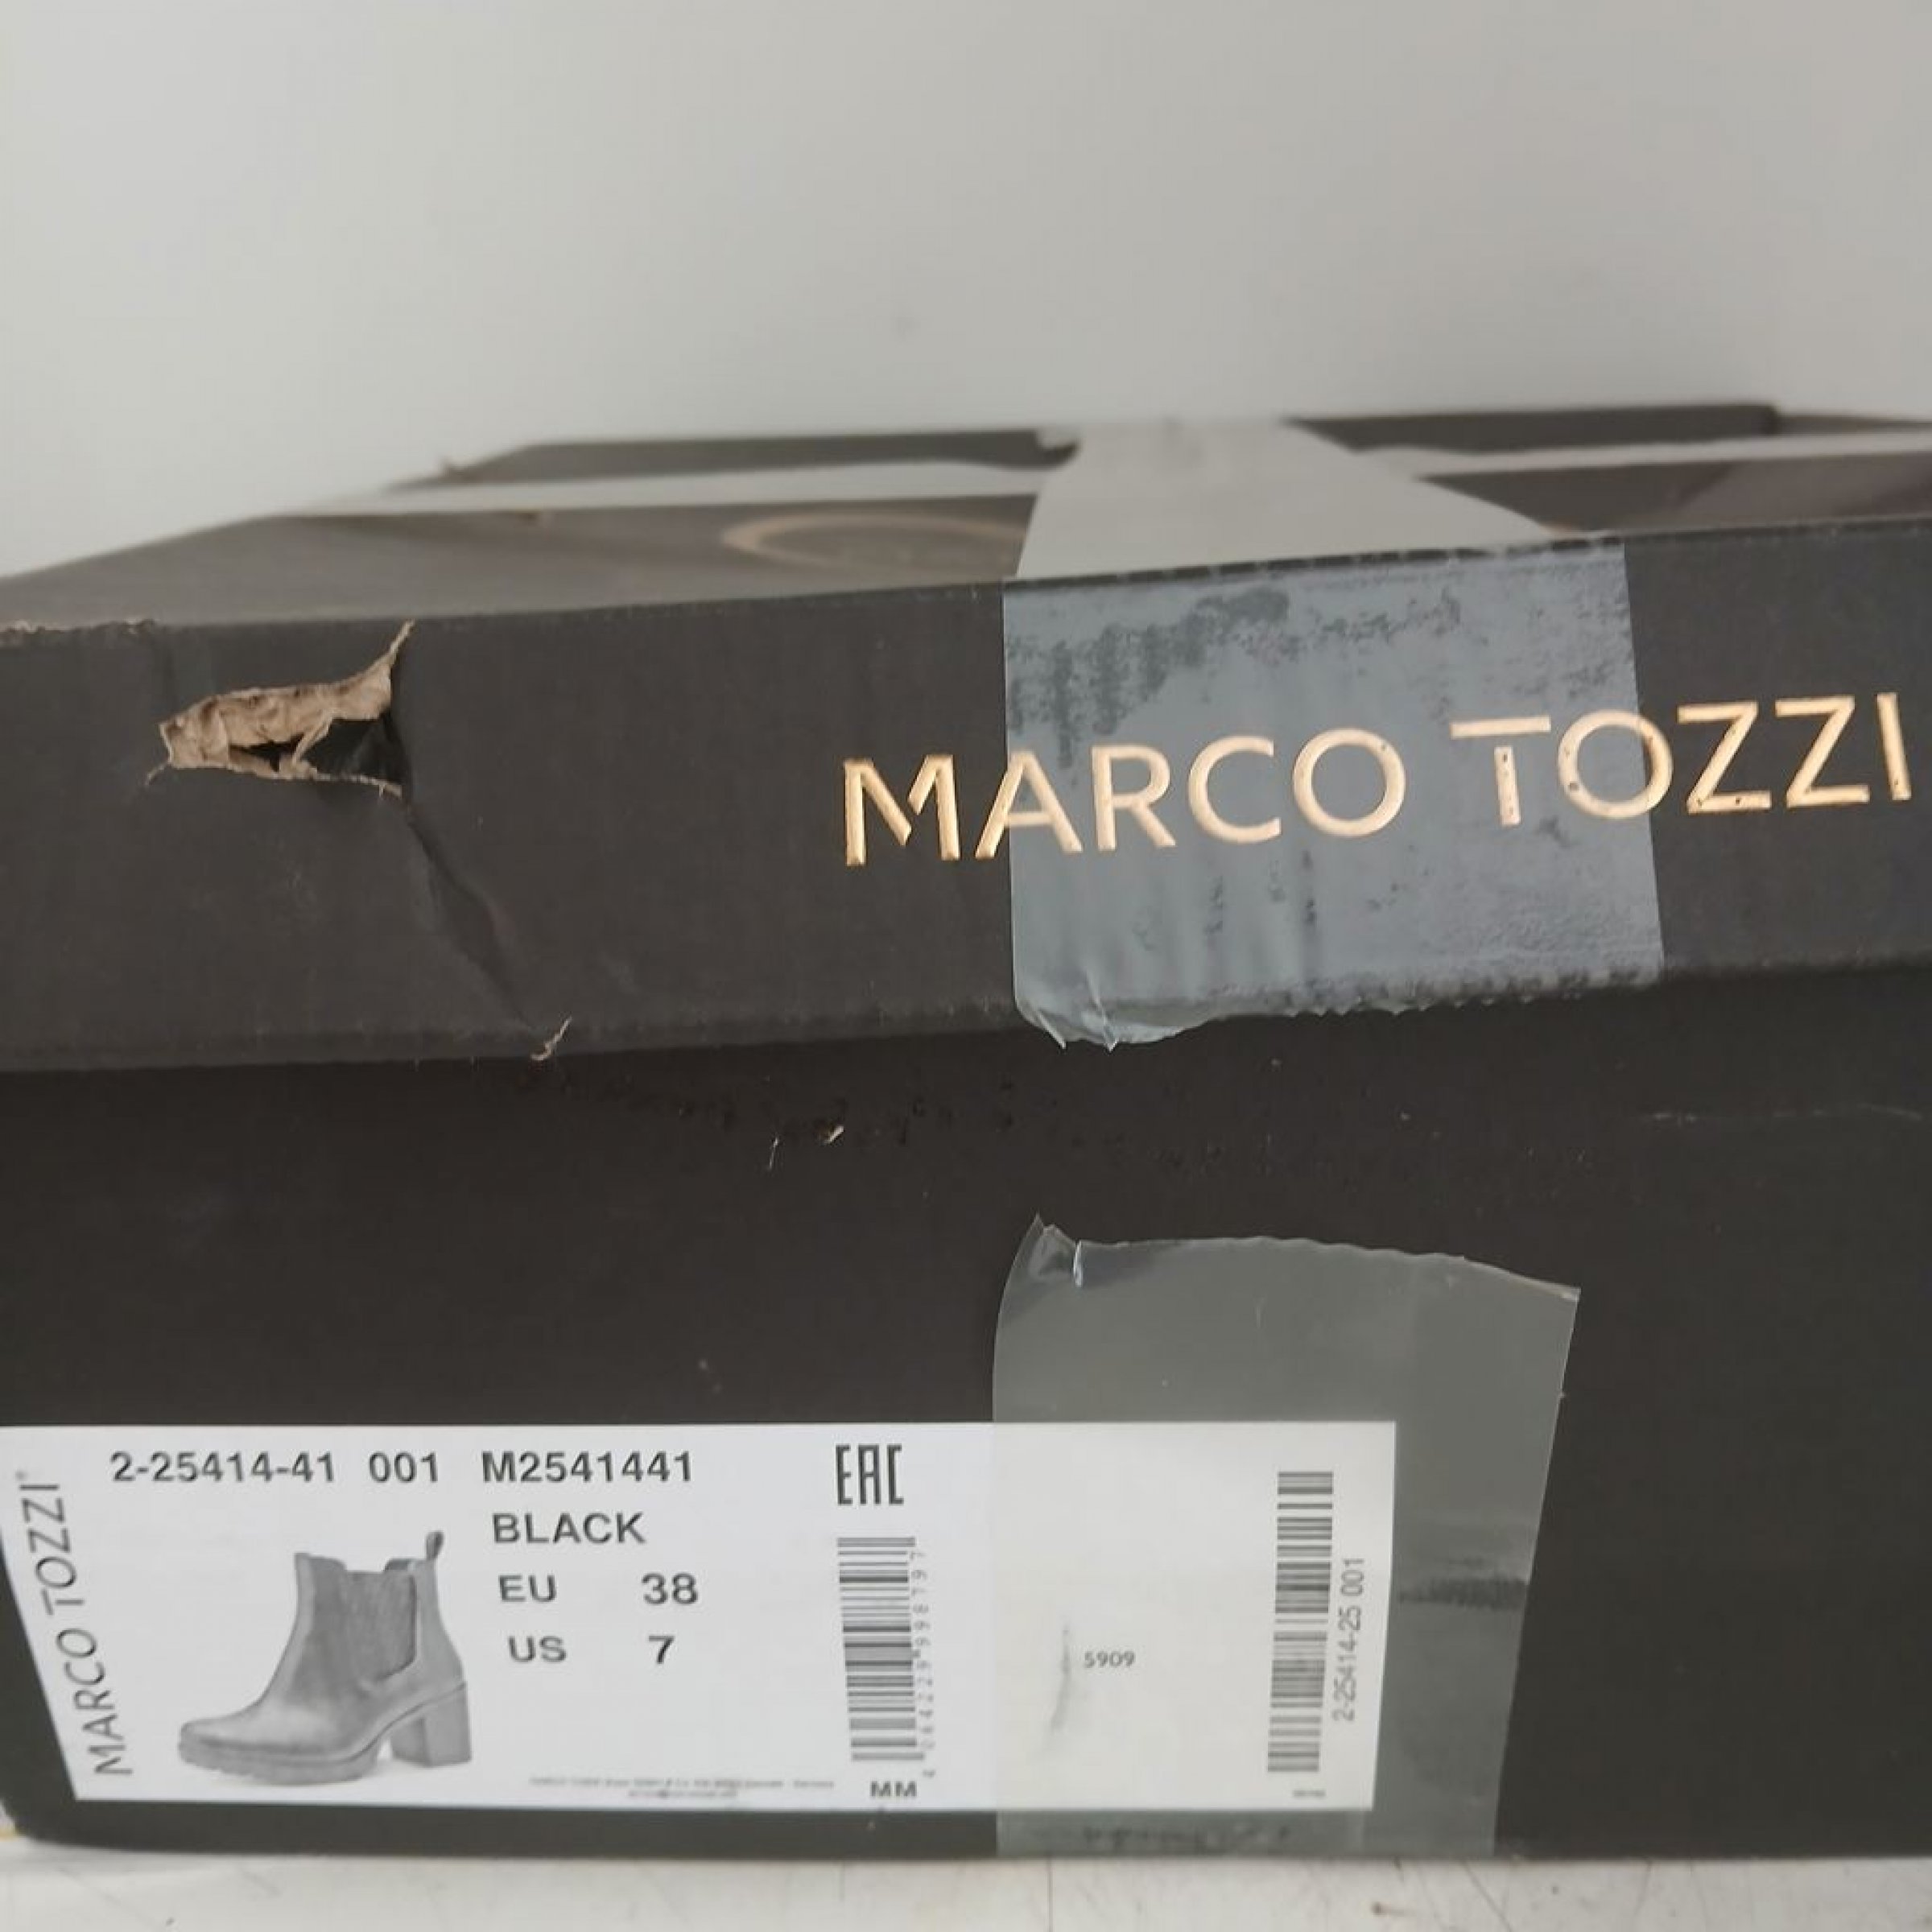 MARCO TOZZI
2-25414-41 001 M2541441
BLACK
EU 38
US 7
EAC
MARCO TOZZI
MM
5909
2-25414-25 001